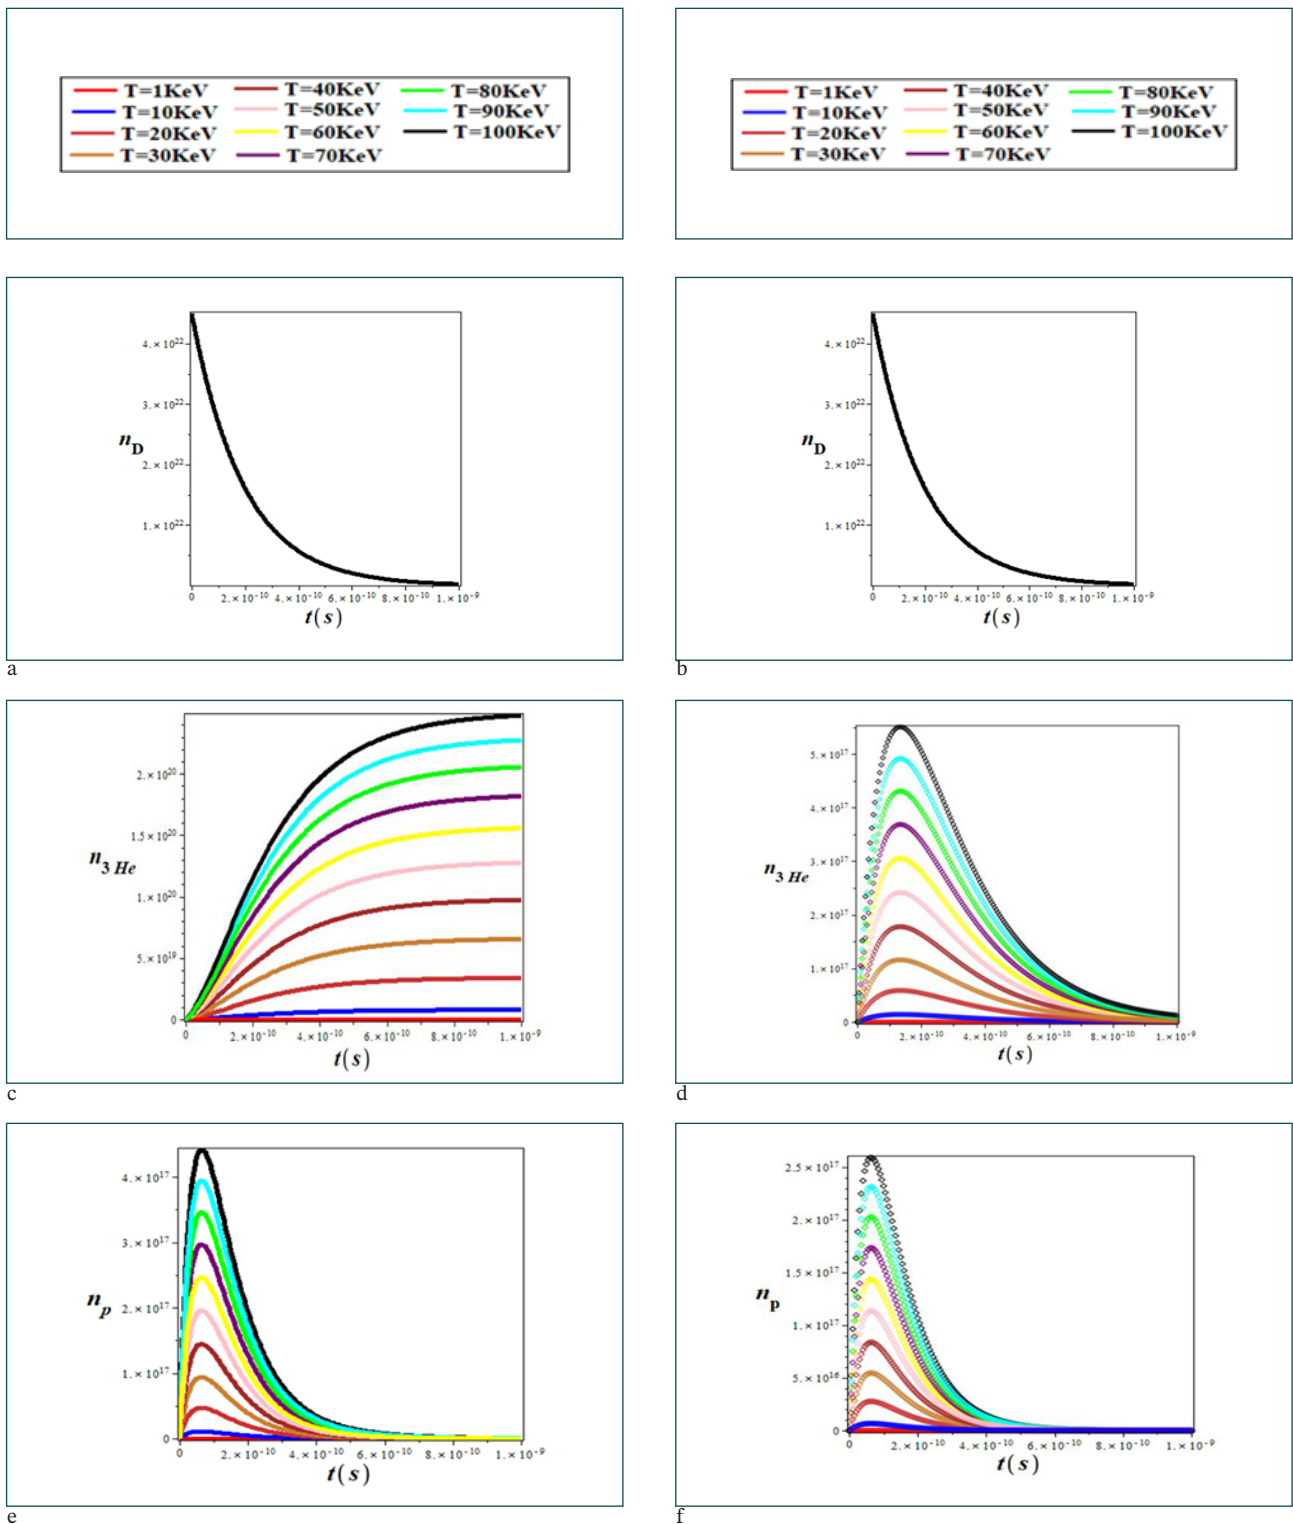 T=1KeV T=40KeV T=80KeV
T=10KeV T=50KeV T=90KeV
T=20KeV T=60KeV T=100KeV
T=30KeV T=70KeV
T=1KeV T=40KeV T=80KeV
T=10KeV T=50KeV T=90KeV
T=20KeV T=60KeV T=100KeV
T=30KeV T=70KeV
4.×10²²
3.×10²²
n_D
2.×10²²
1.×10²²
0 2.×10⁻¹⁰ 4.×10⁻¹⁰ 6.×10⁻¹⁰ 8.×10⁻¹⁰ 1.×10⁻⁹
t(s)
a
4.×10²²
3.×10²²
n_D
2.×10²²
1.×10²²
0 2.×10⁻¹⁰ 4.×10⁻¹⁰ 6.×10⁻¹⁰ 8.×10⁻¹⁰ 1.×10⁻⁹
t(s)
b
2.×10²⁰
1.5×10²⁰
n_3 He
1.×10²⁰
5.×10¹⁹
0
0 2.×10⁻¹⁰ 4.×10⁻¹⁰ 6.×10⁻¹⁰ 8.×10⁻¹⁰ 1.×10⁻⁹
t(s)
c
5.×10¹⁷
4.×10¹⁷
n_3 He
3.×10¹⁷
2.×10¹⁷
1.×10¹⁷
0
0 2.×10⁻¹⁰ 4.×10⁻¹⁰ 6.×10⁻¹⁰ 8.×10⁻¹⁰ 1.×10⁻⁹
t(s)
d
4.×10¹⁷
3.×10¹⁷
n_p
2.×10¹⁷
1.×10¹⁷
0
0 2.×10⁻¹⁰ 4.×10⁻¹⁰ 6.×10⁻¹⁰ 8.×10⁻¹⁰ 1.×10⁻⁹
t(s)
e
2.5×10¹⁷
2.×10¹⁷
1.5×10¹⁷
n_p
1.×10¹⁷
5.×10¹⁶
0
0 2.×10⁻¹⁰ 4.×10⁻¹⁰ 6.×10⁻¹⁰ 8.×10⁻¹⁰ 1.×10⁻⁹
t(s)
f